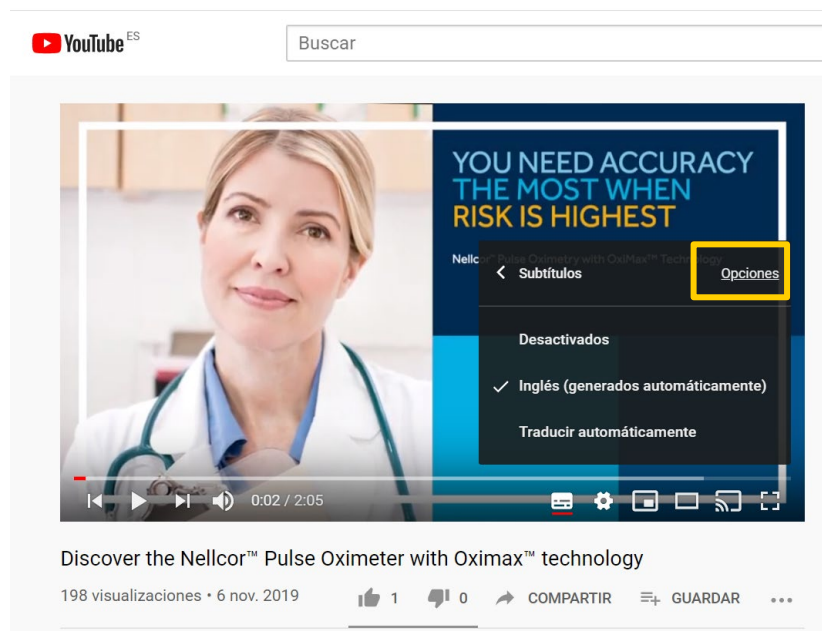 YouTube ES
Buscar
YOU NEED ACCURACY
THE MOST WHEN
RISK IS HIGHEST
Nellcor™ Pulse Oximetry with OxiMax™ Technology
Subtítulos
Opciones
Desactivados
Inglés (generados automáticamente)
Traducir automáticamente
0:02 / 2:05
Discover the Nellcor™ Pulse Oximeter with Oximax™ technology
198 visualizaciones • 6 nov. 2019
1
0
COMPARTIR
GUARDAR